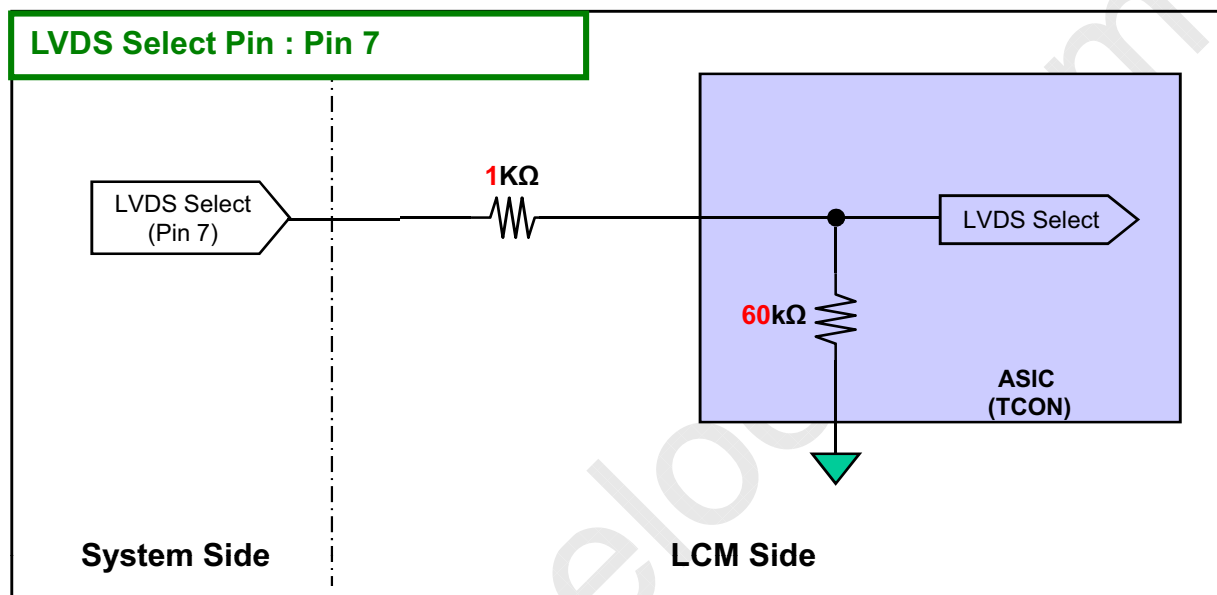 LVDS Select Pin : Pin 7
1KΩ
LVDS Select
(Pin 7)
LVDS Select
60kΩ
ASIC
(TCON)
System Side
LCM Side